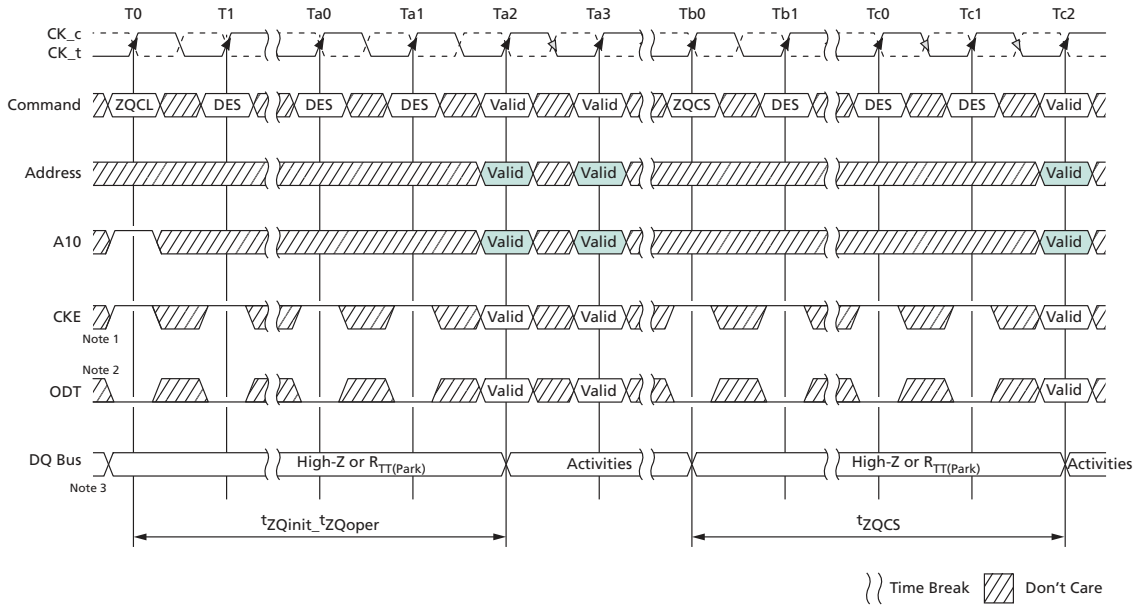 T0 T1 Ta0 Ta1 Ta2 Ta3 Tb0 Tb1 Tc0 Tc1 Tc2
CK_c
CK_t
Command ZQCL DES DES DES Valid Valid ZQCS DES DES DES Valid
Address Valid Valid Valid
A10 Valid Valid Valid
CKE Valid Valid Valid
Note 1
Note 2
ODT Valid Valid Valid
DQ Bus High-Z or RTT(Park) Activities High-Z or RTT(Park) Activities
Note 3
tZQinit_tZQoper tZQCS
Time Break Don't Care